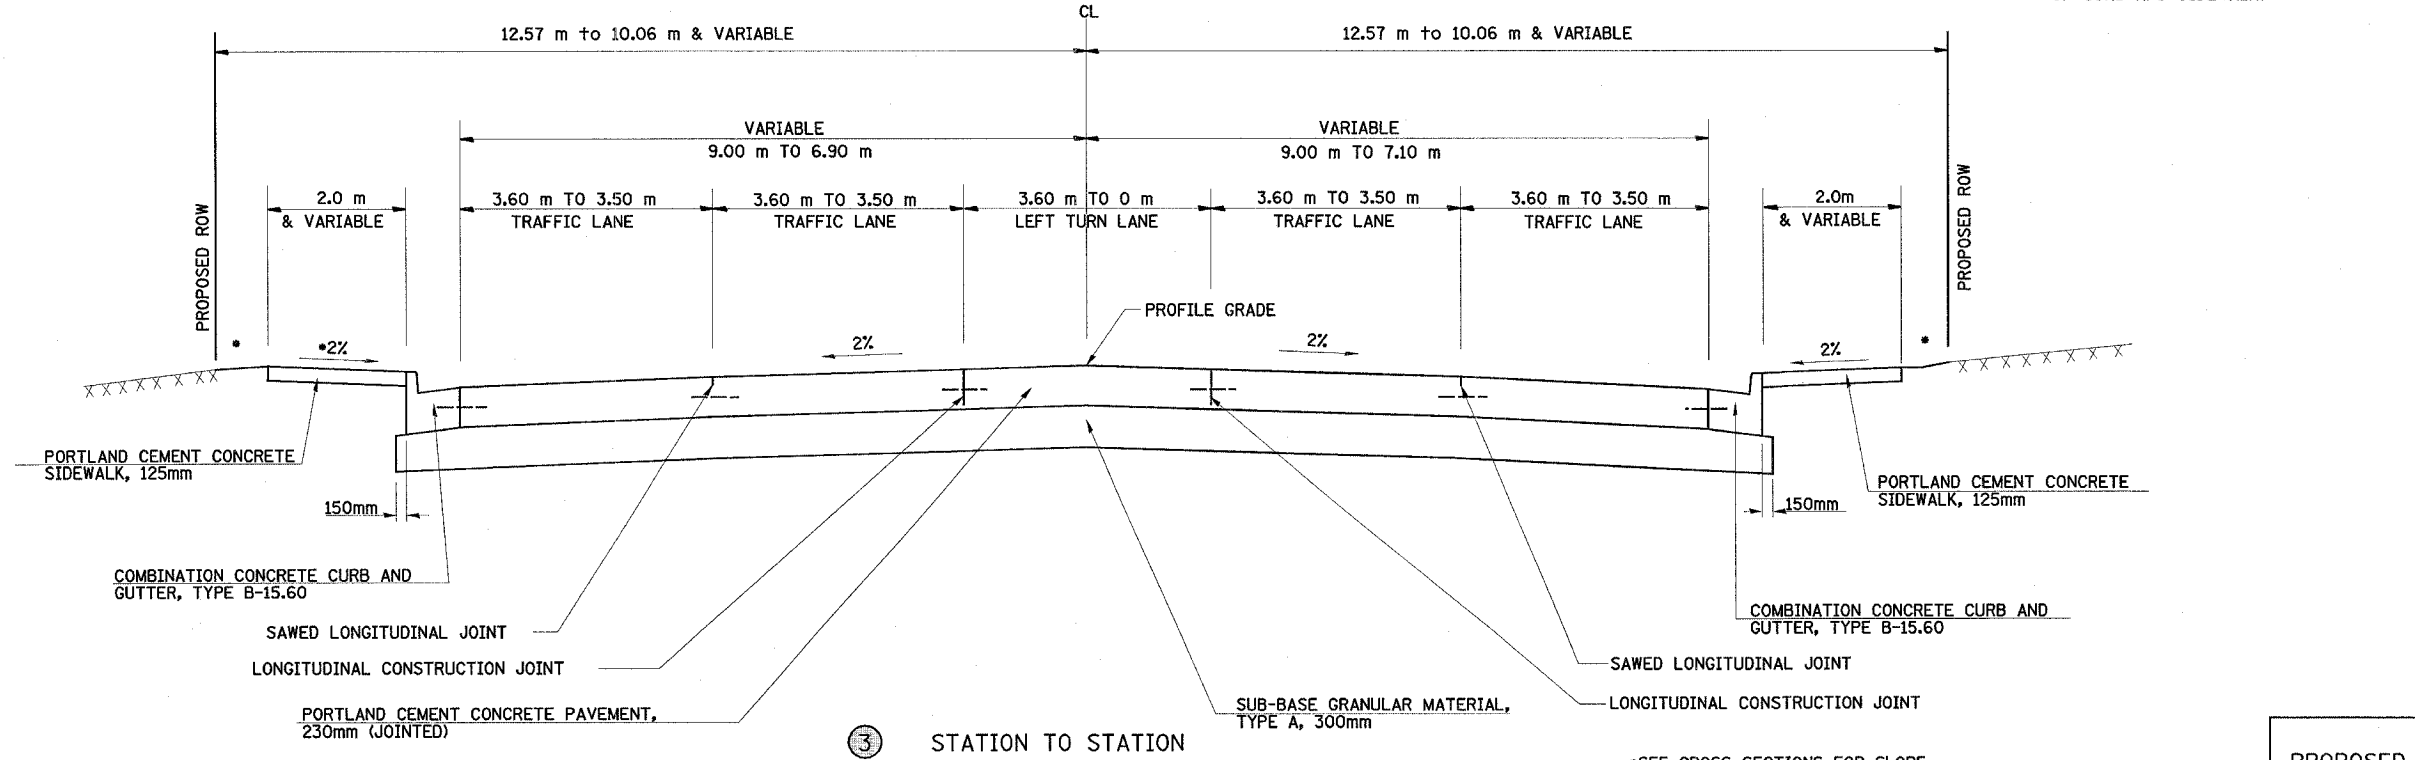 CL
12.57 m to 10.06 m & VARIABLE
12.57 m to 10.06 m & VARIABLE
VARIABLE
9.00 m TO 6.90 m
VARIABLE
9.00 m TO 7.10 m
2.0 m
& VARIABLE
3.60 m TO 3.50 m
TRAFFIC LANE
3.60 m TO 3.50 m
TRAFFIC LANE
3.60 m TO 0 m
LEFT TURN LANE
3.60 m TO 3.50 m
TRAFFIC LANE
3.60 m TO 3.50 m
TRAFFIC LANE
2.0m
& VARIABLE
PROPOSED ROW
PROPOSED ROW
PROFILE GRADE
*
*2%
2%
2%
2%
*
PORTLAND CEMENT CONCRETE
SIDEWALK, 125mm
150mm
150mm
PORTLAND CEMENT CONCRETE
SIDEWALK, 125mm
COMBINATION CONCRETE CURB AND
GUTTER, TYPE B-15.60
COMBINATION CONCRETE CURB AND
GUTTER, TYPE B-15.60
SAWED LONGITUDINAL JOINT
LONGITUDINAL CONSTRUCTION JOINT
SAWED LONGITUDINAL JOINT
LONGITUDINAL CONSTRUCTION JOINT
PORTLAND CEMENT CONCRETE PAVEMENT,
230mm (JOINTED)
SUB-BASE GRANULAR MATERIAL,
TYPE A, 300mm
3 STATION TO STATION
*SEE CROSS SECTIONS FOR SLOPE
PROPOSED